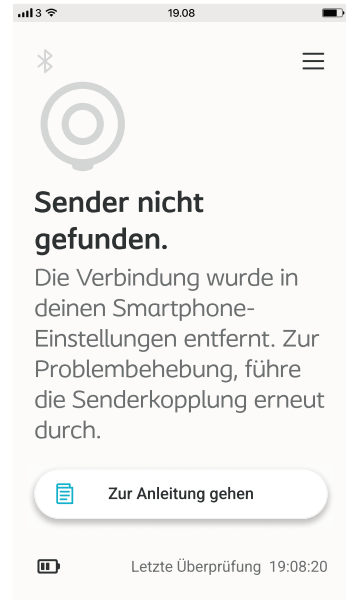 3 19.08
Sender nicht
gefunden.
Die Verbindung wurde in
deinen Smartphone-
Einstellungen entfernt. Zur
Problembehebung, führe
die Senderkopplung erneut
durch.
Zur Anleitung gehen
Letzte Überprüfung 19:08:20